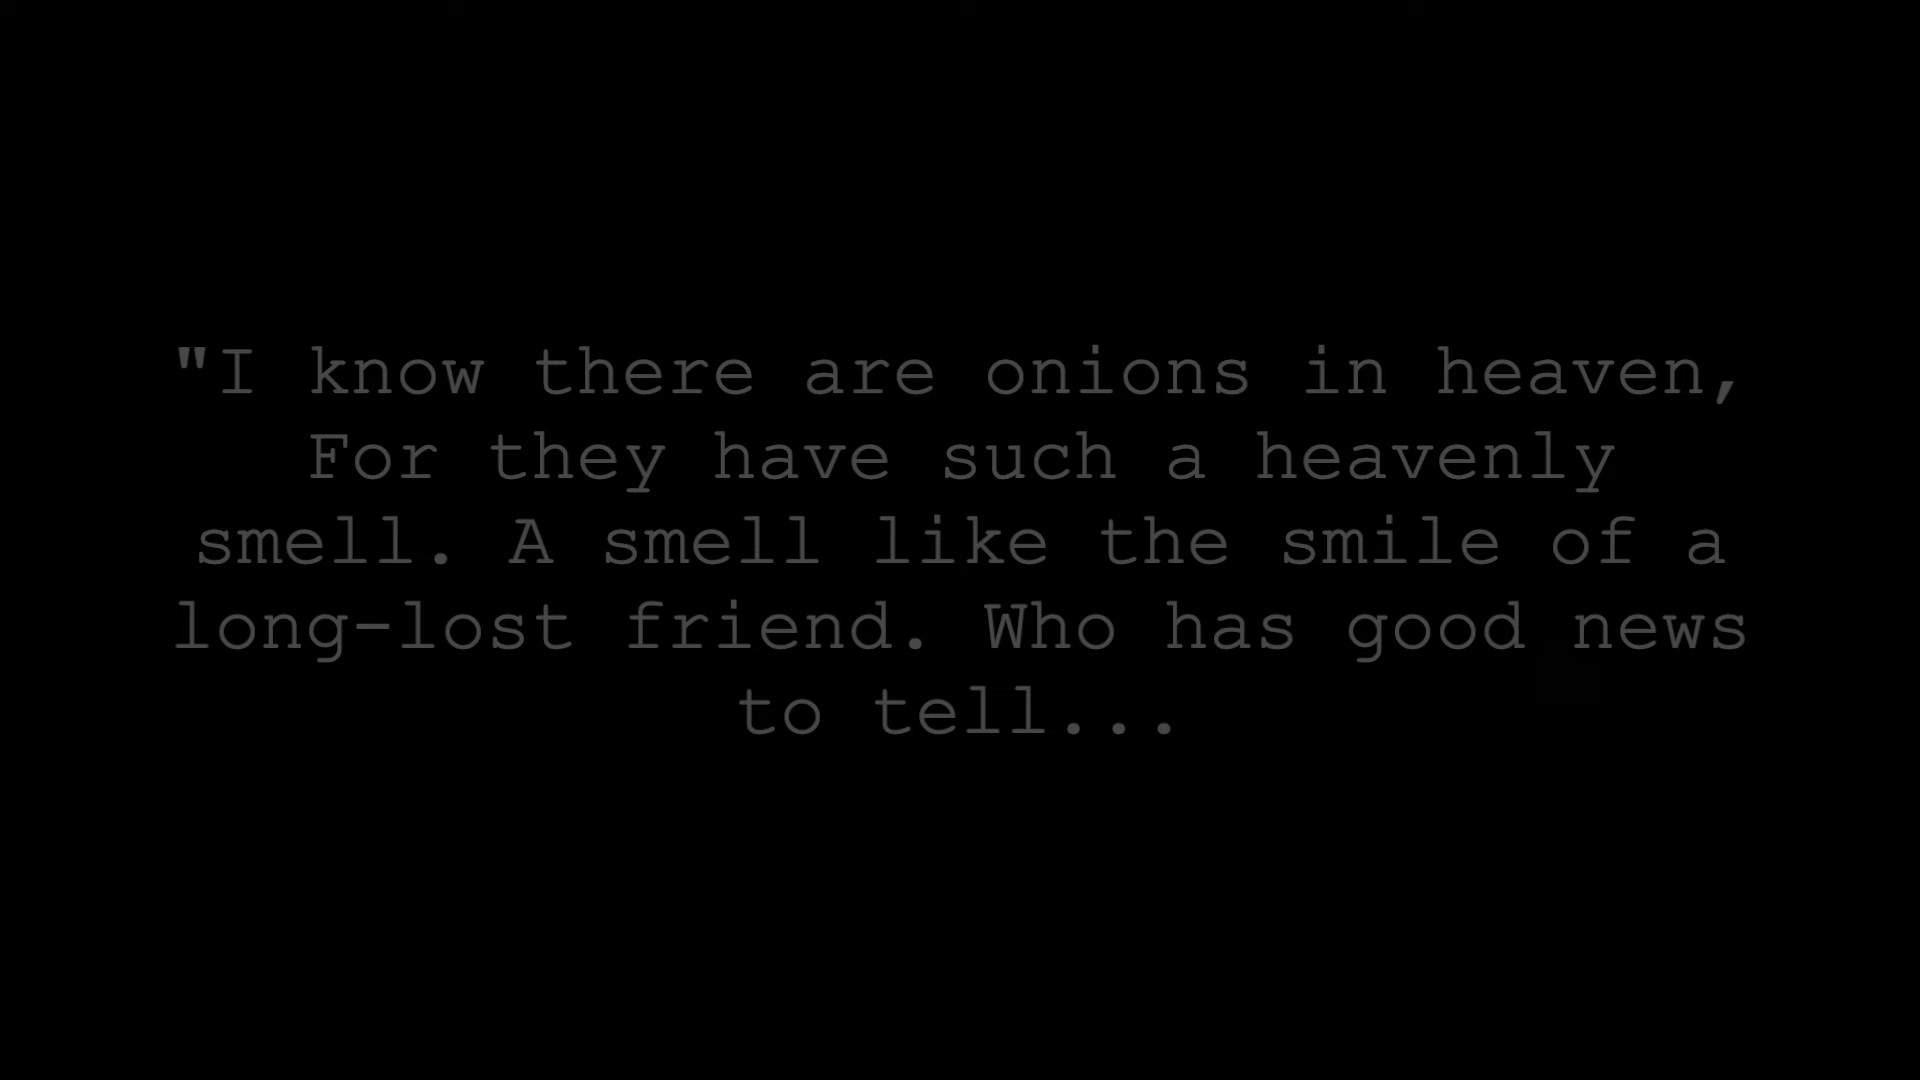 "I know there are onions in heaven,
For they have such a heavenly
smell. A smell like the smile of a
long-lost friend. Who has good news
to tell...